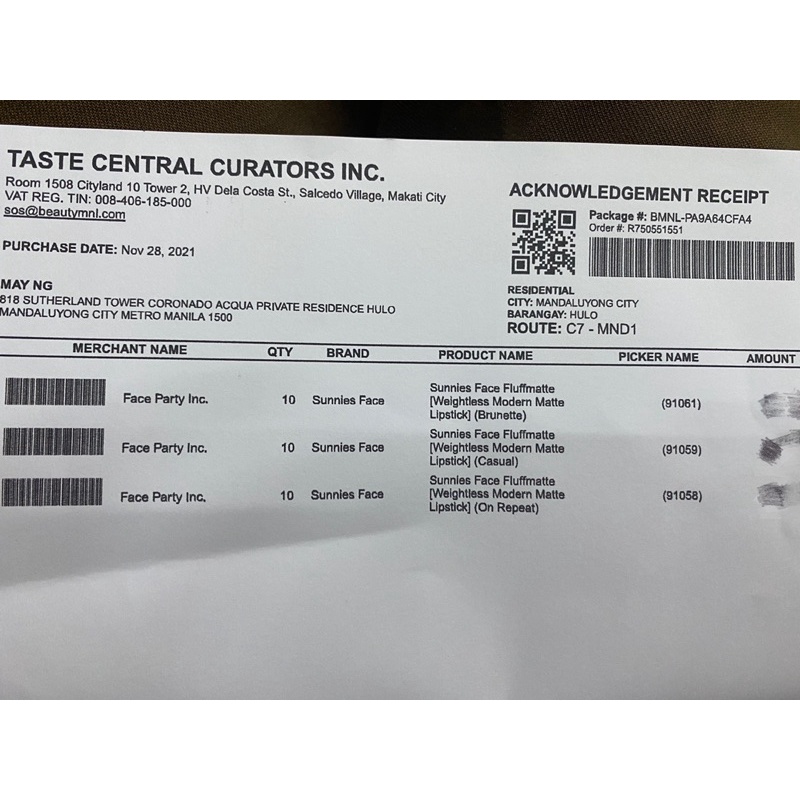 TASTE CENTRAL CURATORS INC.
Room 1508 Cityland 10 Tower 2, HV Dela Costa St., Salcedo Village, Makati City
VAT REG. TIN: 008-406-185-000
sos@beautymnl.com
PURCHASE DATE: Nov 28, 2021
ACKNOWLEDGEMENT RECEIPT
Package #: BMNL-PA9A64CFA4
Order #: R750551551
MAY NG
818 SUTHERLAND TOWER CORONADO ACQUA PRIVATE RESIDENCE HULO
MANDALUYONG CITY METRO MANILA 1500
RESIDENTIAL
CITY: MANDALUYONG CITY
BARANGAY: HULO
ROUTE: C7 - MND1
MERCHANT NAME QTY BRAND PRODUCT NAME PICKER NAME AMOUNT
Face Party Inc. 10 Sunnies Face Sunnies Face Fluffmatte
[Weightless Modern Matte
Lipstick] (Brunette) (91061)
Face Party Inc. 10 Sunnies Face Sunnies Face Fluffmatte
[Weightless Modern Matte
Lipstick] (Casual) (91059)
Face Party Inc. 10 Sunnies Face Sunnies Face Fluffmatte
[Weightless Modern Matte
Lipstick] (On Repeat) (91058)